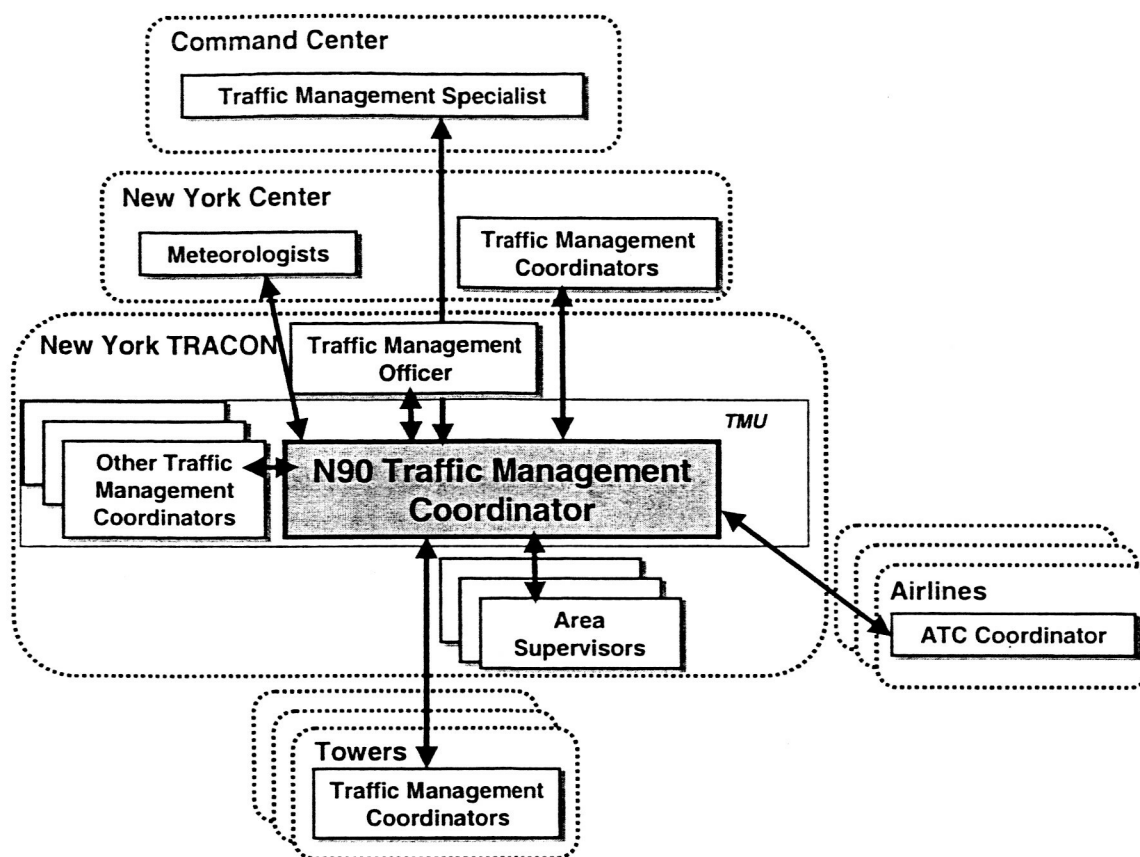 Command Center
Traffic Management Specialist
New York Center
Meteorologists
Traffic Management
Coordinators
New York TRACON
Traffic Management
Officer
TMU
Other Traffic
Management
Coordinators
N90 Traffic Management
Coordinator
Area
Supervisors
Airlines
ATC Coordinator
Towers
Traffic Management
Coordinators